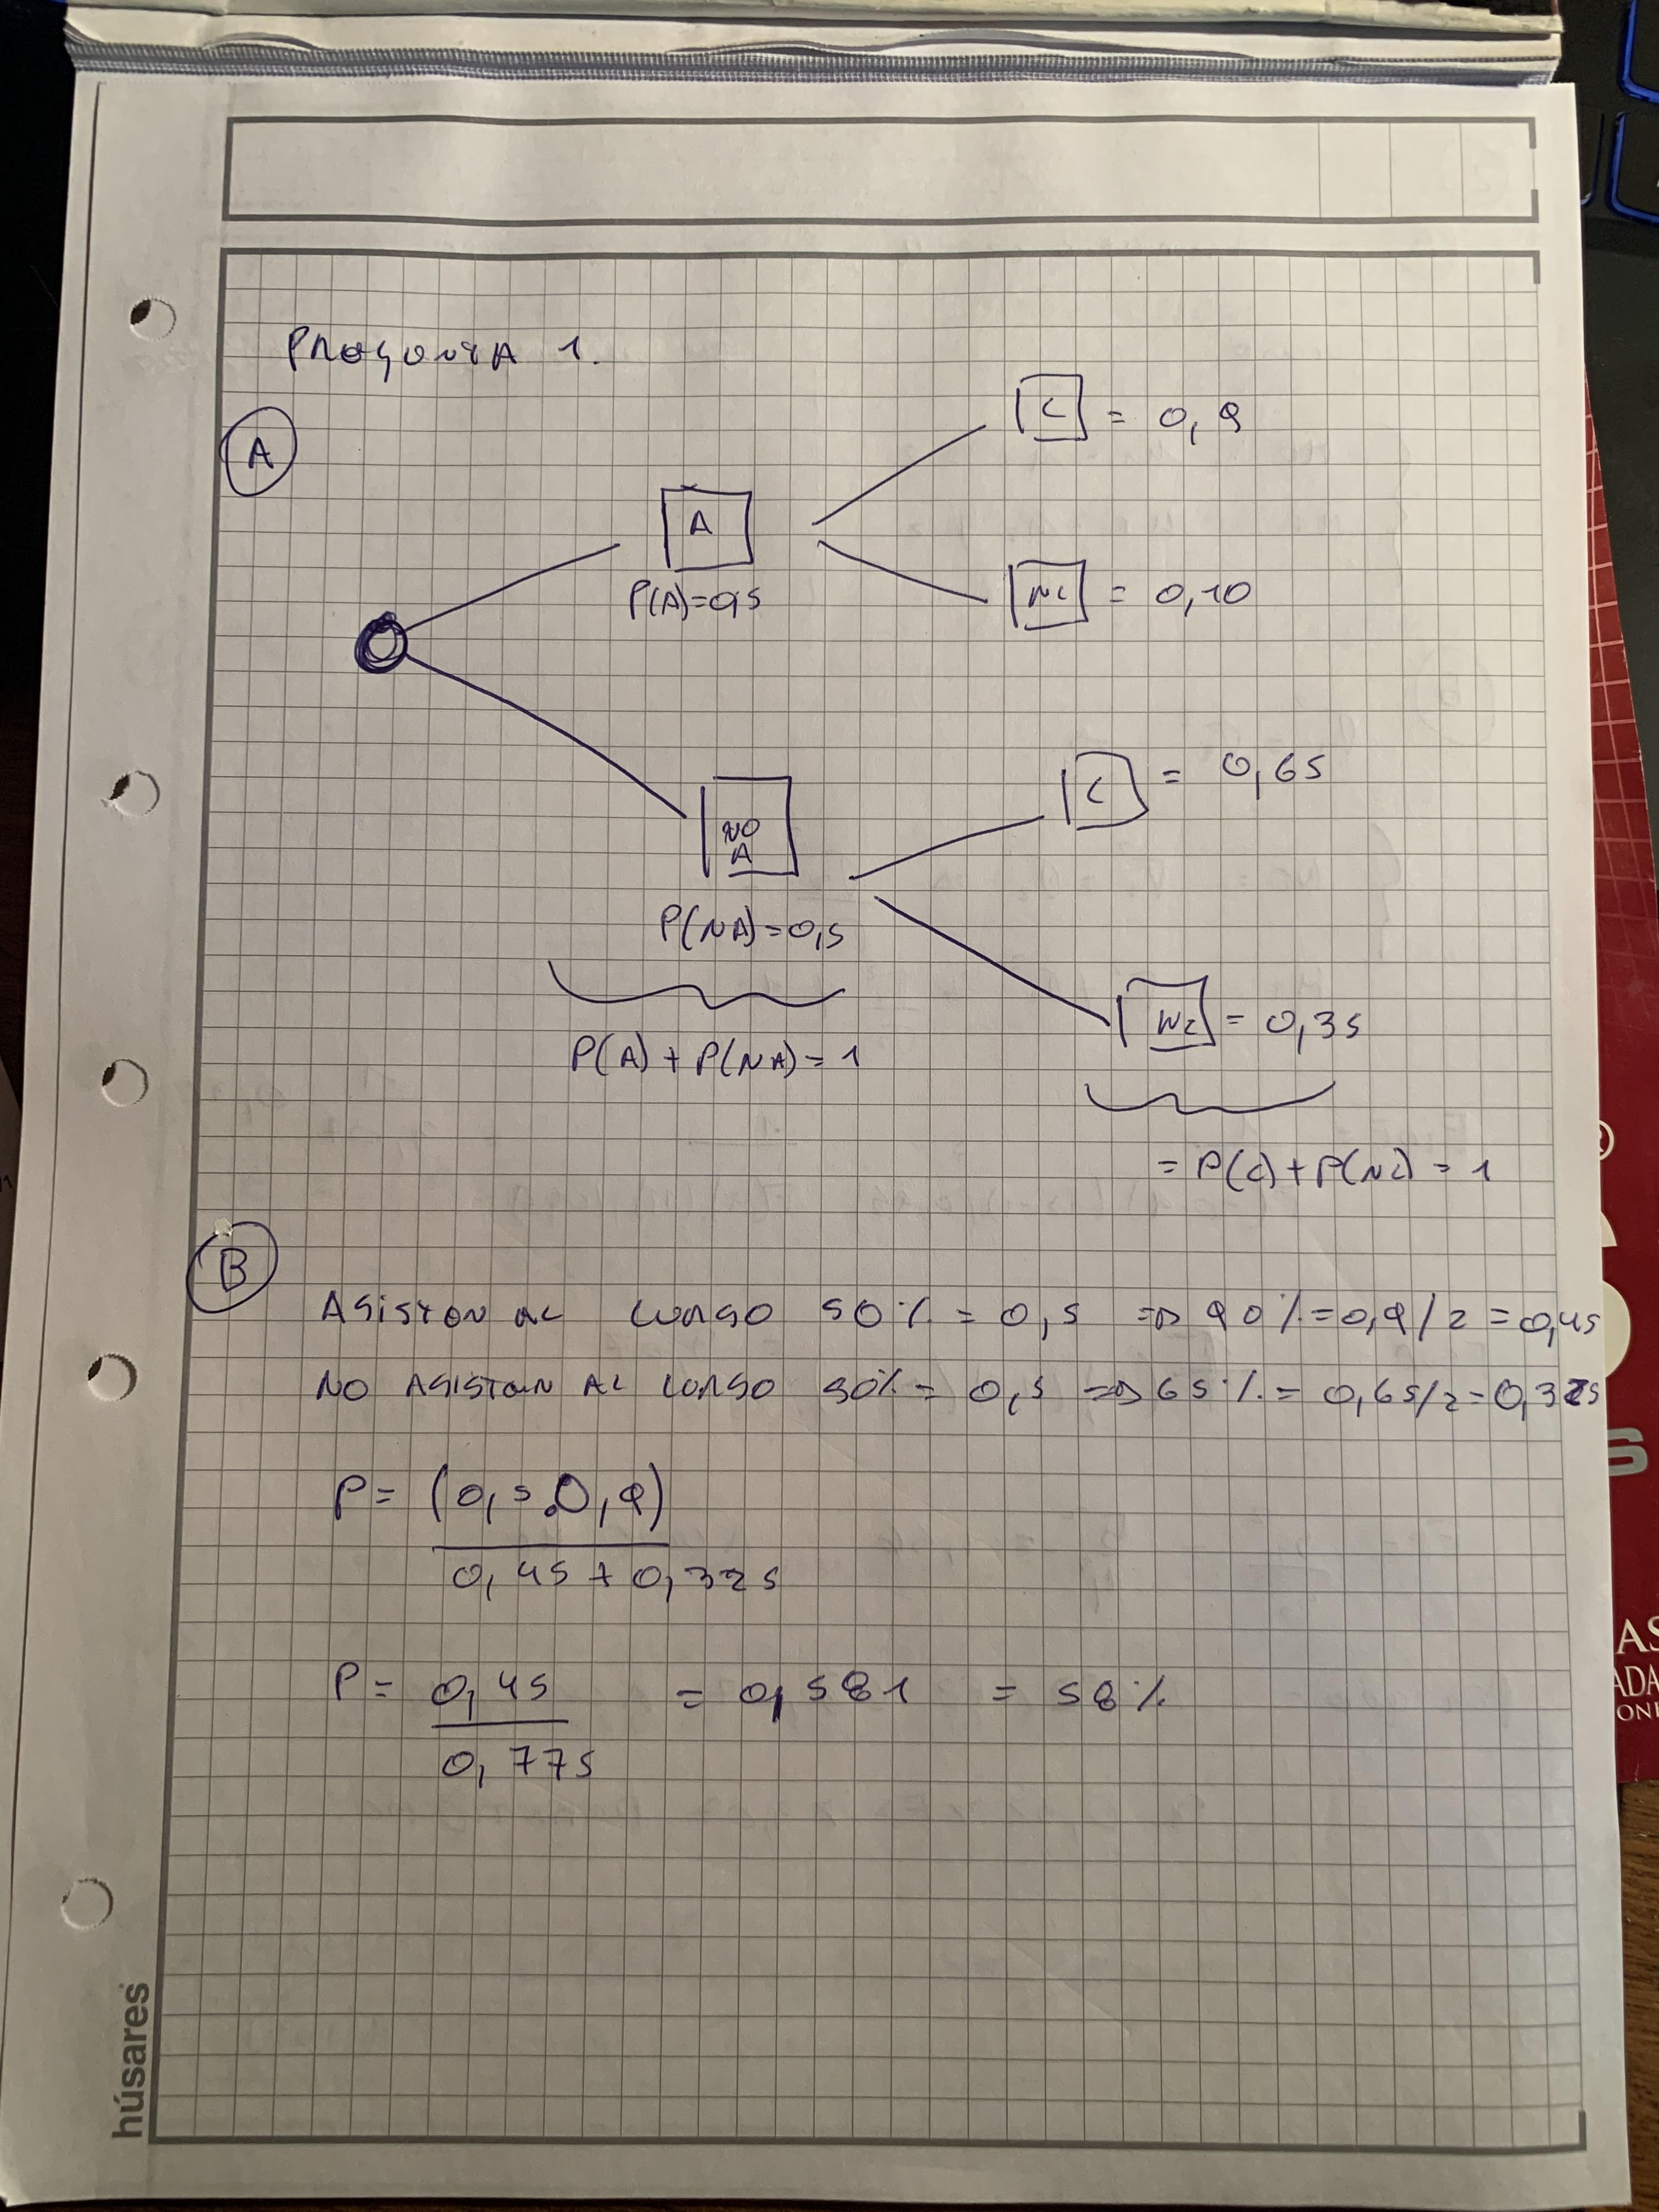 PREGUNTA 1.
A
C = 0,9
A
P(A)=0,5
NC = 0,10
C = 0,65
NO
A
P(NA)=0,5
NC = 0,35
P(A) + P(NA) = 1
= P(C) + P(NC) = 1
B
ASISTEN AL CURSO 50% = 0,5 => 90% = 0,9/2 = 0,45
NO ASISTEN AL CURSO 50% = 0,5 => 65% = 0,65/2 = 0,325
P = (0,5.0,9)
0,45 + 0,325
P = 0,45 = 0,581 = 58%
0,775
húsares
®
S
AS
ADA
ONI